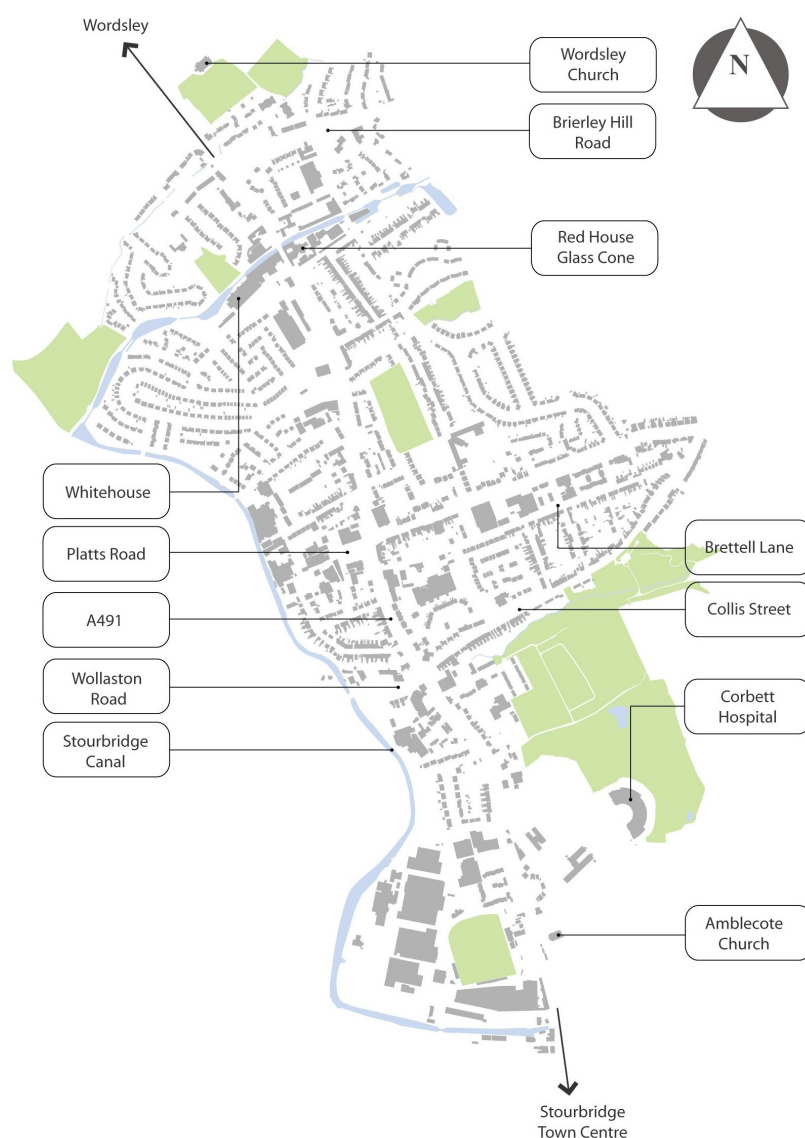 Wordsley
Wordsley
Church
N
Brierley Hill
Road
Red House
Glass Cone
Whitehouse
Platts Road
Brettell Lane
A491
Collis Street
Wollaston
Road
Corbett
Hospital
Stourbridge
Canal
Amblecote
Church
Stourbridge
Town Centre